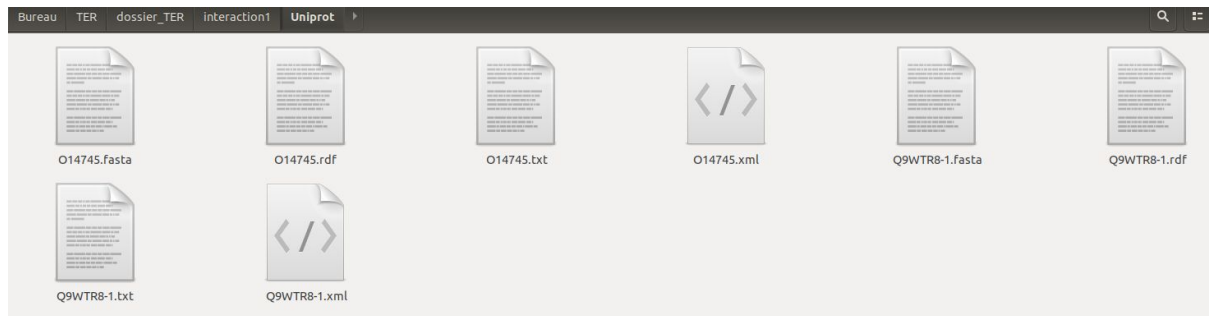 Bureau TER dossier_TER interaction1 Uniprot
O14745.fasta O14745.rdf O14745.txt O14745.xml Q9WTR8-1.fasta Q9WTR8-1.rdf
Q9WTR8-1.txt Q9WTR8-1.xml